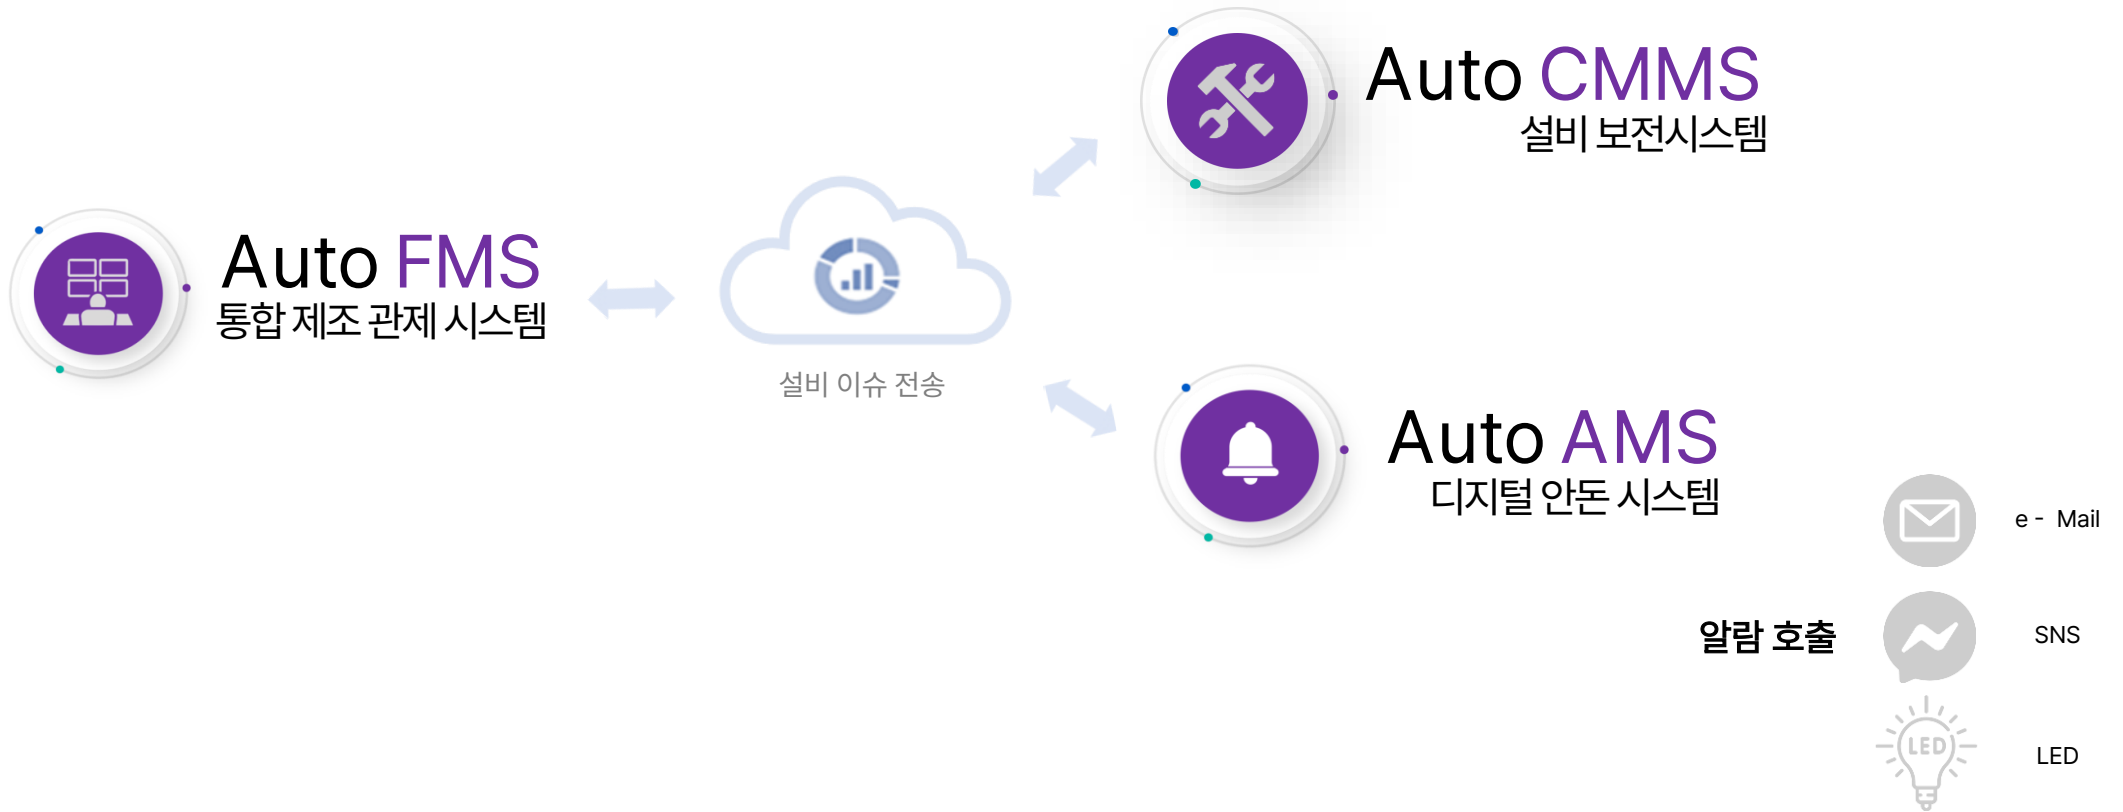 Auto CMMS
설비 보전시스템
Auto FMS
통합 제조 관제 시스템
설비 이슈 전송
Auto AMS
디지털 안돈 시스템
e - Mail
알람 호출
SNS
LED
LED